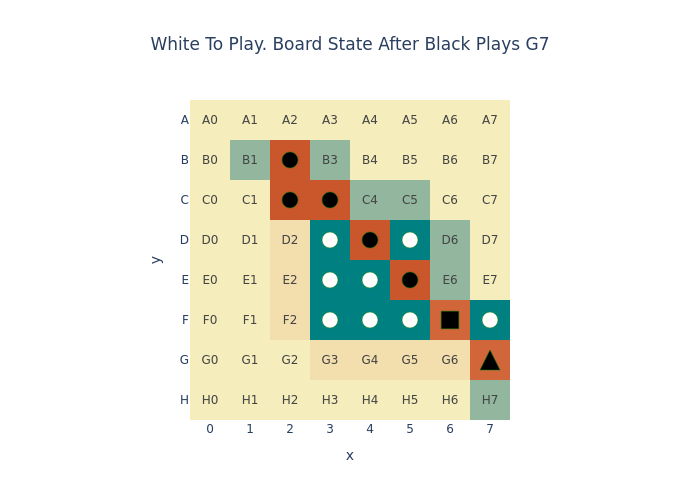 White To Play. Board State After Black Plays G7
A A0 A1 A2 A3 A4 A5 A6 A7
B B0 B1 B3 B4 B5 B6 B7
C C0 C1 C4 C5 C6 C7
D D0 D1 D2 D6 D7
E E0 E1 E2 E6 E7
F F0 F1 F2
G G0 G1 G2 G3 G4 G5 G6
H H0 H1 H2 H3 H4 H5 H6 H7
0 1 2 3 4 5 6 7
x
y